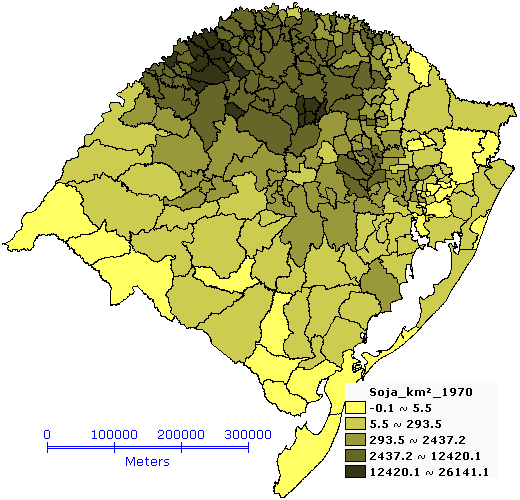 Soja_km²_1970
-0.1 ~ 5.5
5.5 ~ 293.5
293.5 ~ 2437.2
2437.2 ~ 12420.1
12420.1 ~ 26141.1
0 100000 200000 300000
Meters